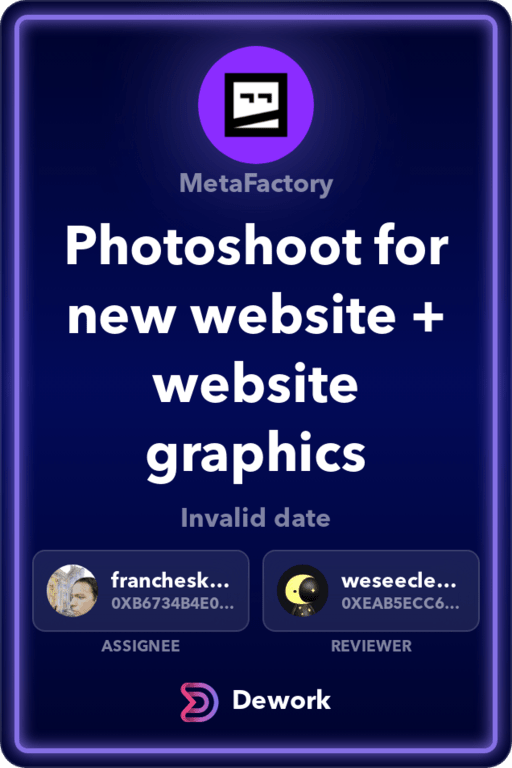 MetaFactory
Photoshoot for
new website +
website
graphics
Invalid date
franchesk...
0XB6734B4E0...
weseecle...
0XEAB5ECC6...
ASSIGNEE
REVIEWER
Dework